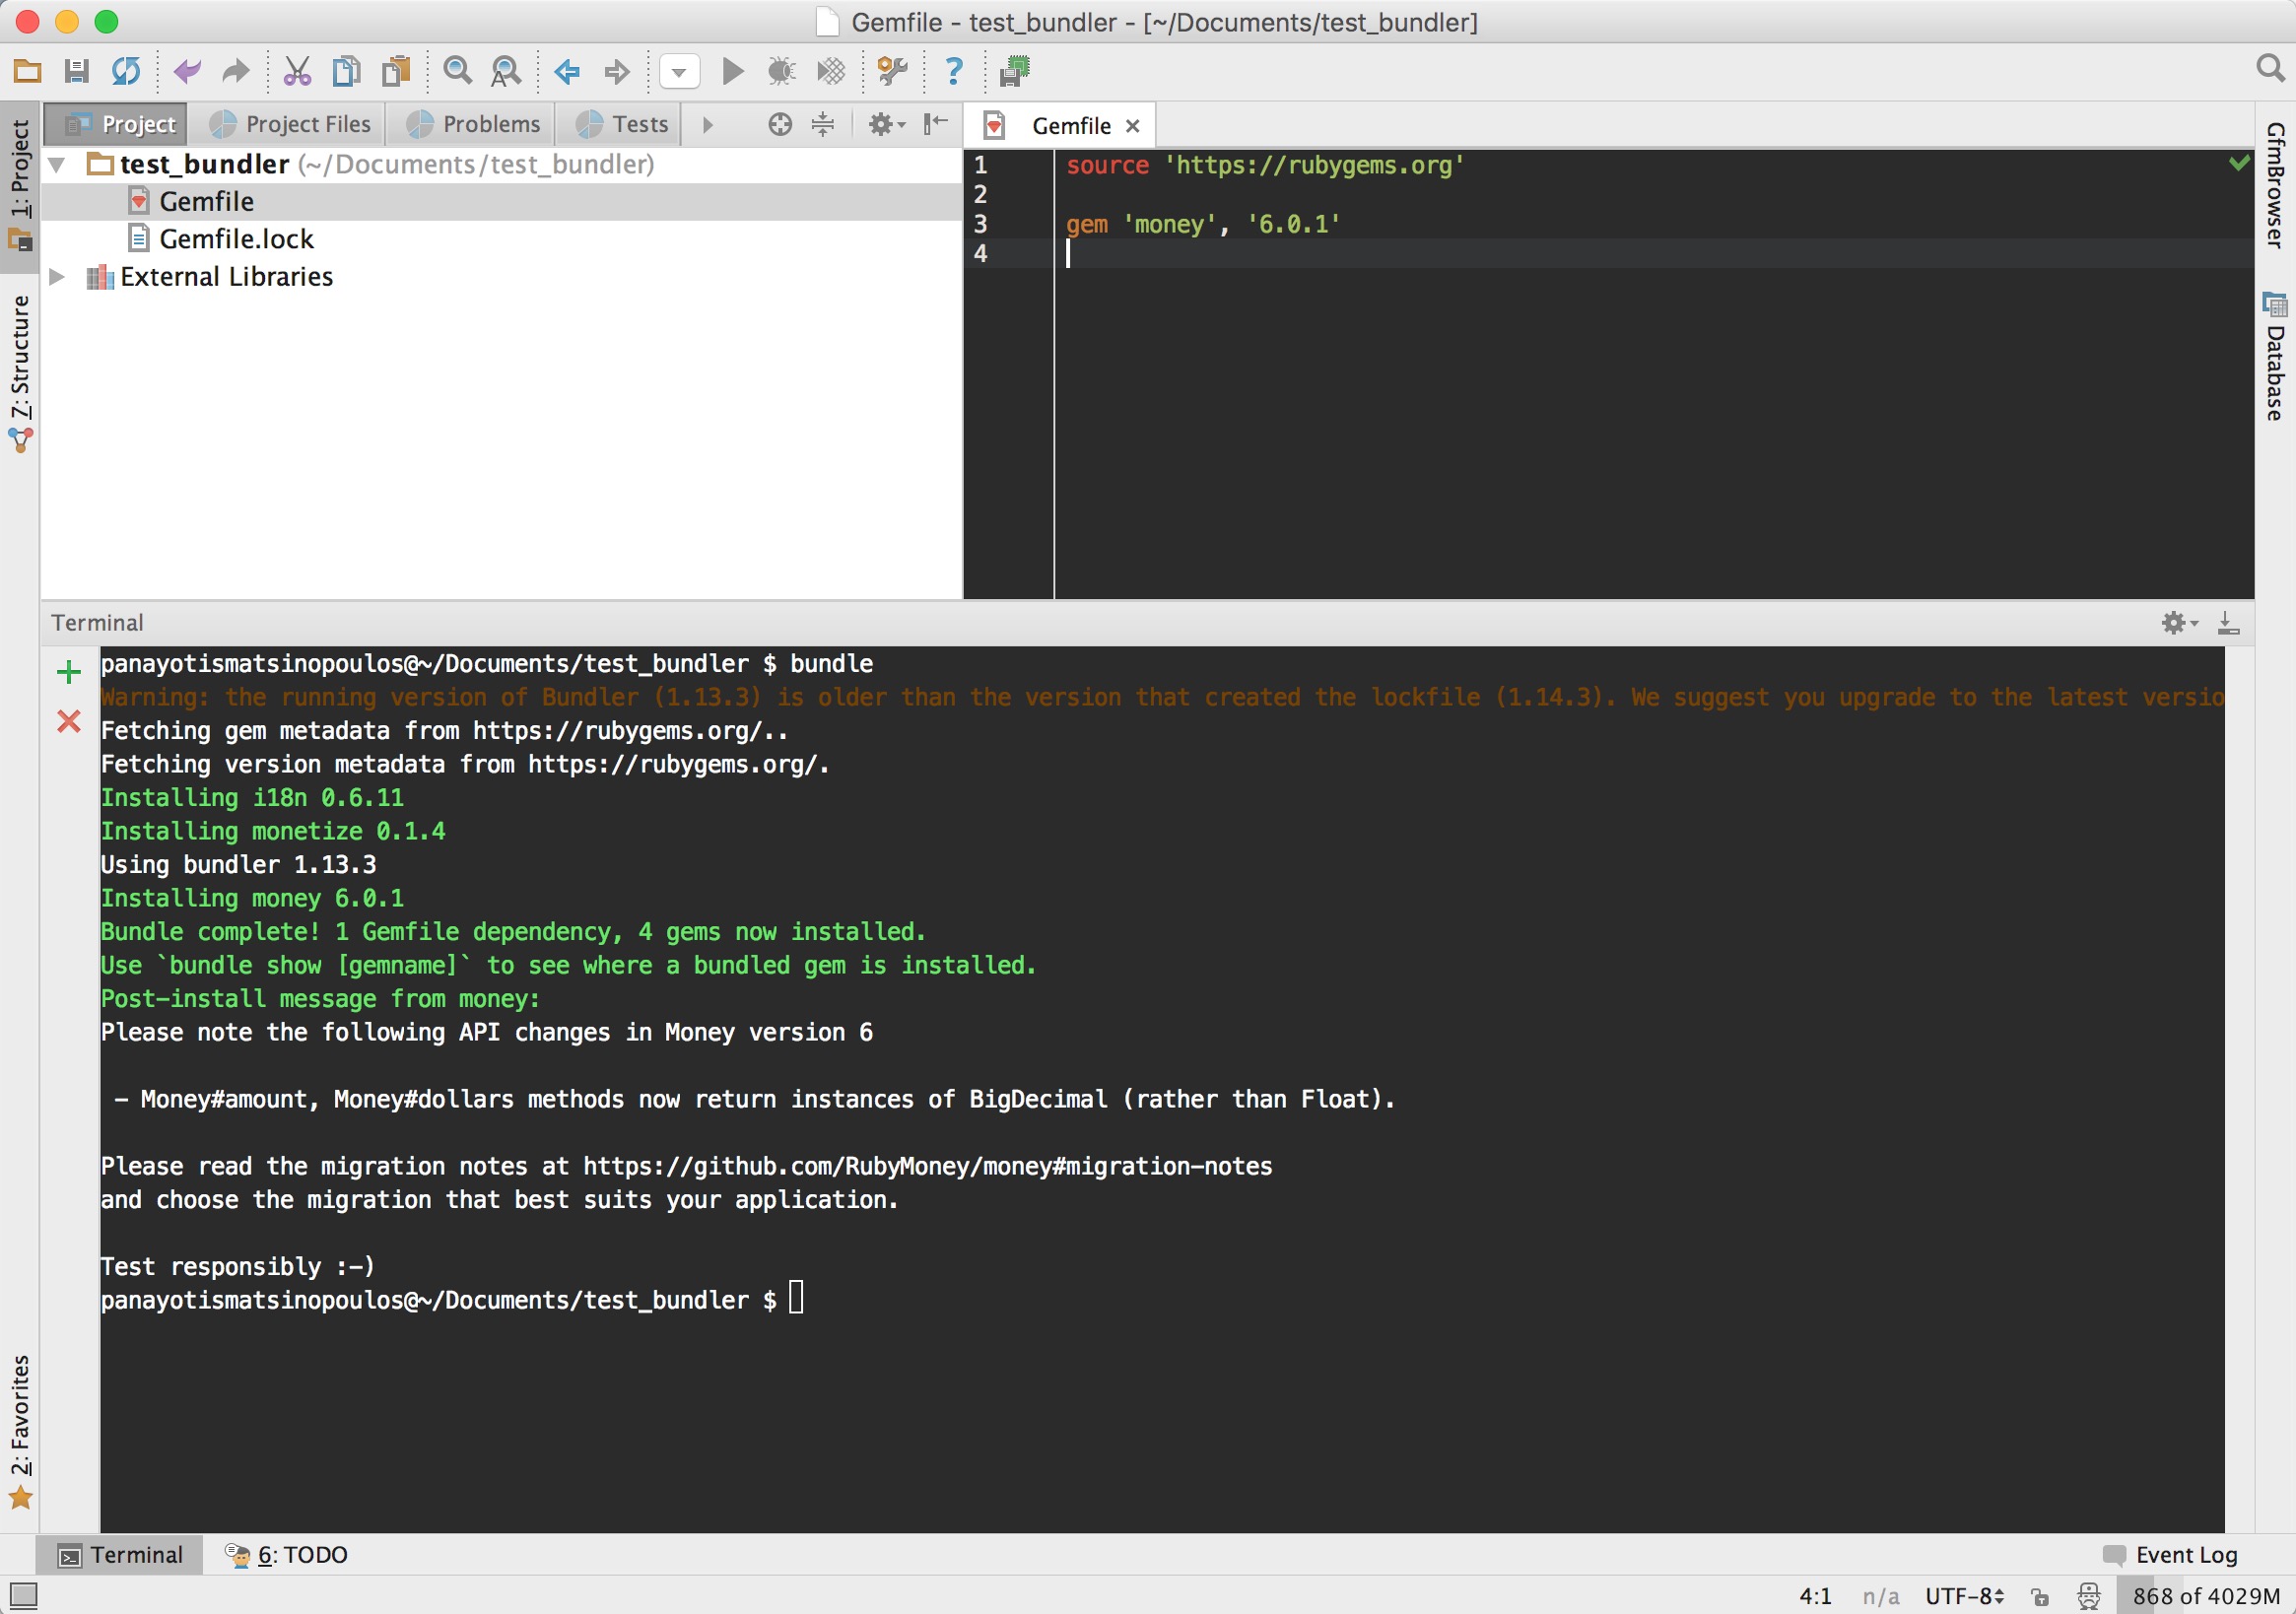 Gemfile - test_bundler - [~/Documents/test_bundler]
Project
Project Files
Problems
Tests
Gemfile
1: Project
7: Structure
2: Favorites
test_bundler (~/Documents/test_bundler)
Gemfile
Gemfile.lock
External Libraries
1 source 'https://rubygems.org'
2
3 gem 'money', '6.0.1'
4
GfmBrowser
Database
Terminal
panayotismatsinopoulos@~/Documents/test_bundler $ bundle
Warning: the running version of Bundler (1.13.3) is older than the version that created the lockfile (1.14.3). We suggest you upgrade to the latest versio
Fetching gem metadata from https://rubygems.org/..
Fetching version metadata from https://rubygems.org/.
Installing i18n 0.6.11
Installing monetize 0.1.4
Using bundler 1.13.3
Installing money 6.0.1
Bundle complete! 1 Gemfile dependency, 4 gems now installed.
Use `bundle show [gemname]` to see where a bundled gem is installed.
Post-install message from money:
Please note the following API changes in Money version 6
- Money#amount, Money#dollars methods now return instances of BigDecimal (rather than Float).
Please read the migration notes at https://github.com/RubyMoney/money#migration-notes
and choose the migration that best suits your application.
Test responsibly :-)
panayotismatsinopoulos@~/Documents/test_bundler $
Terminal
6: TODO
Event Log
4:1
n/a
UTF-8
868 of 4029M